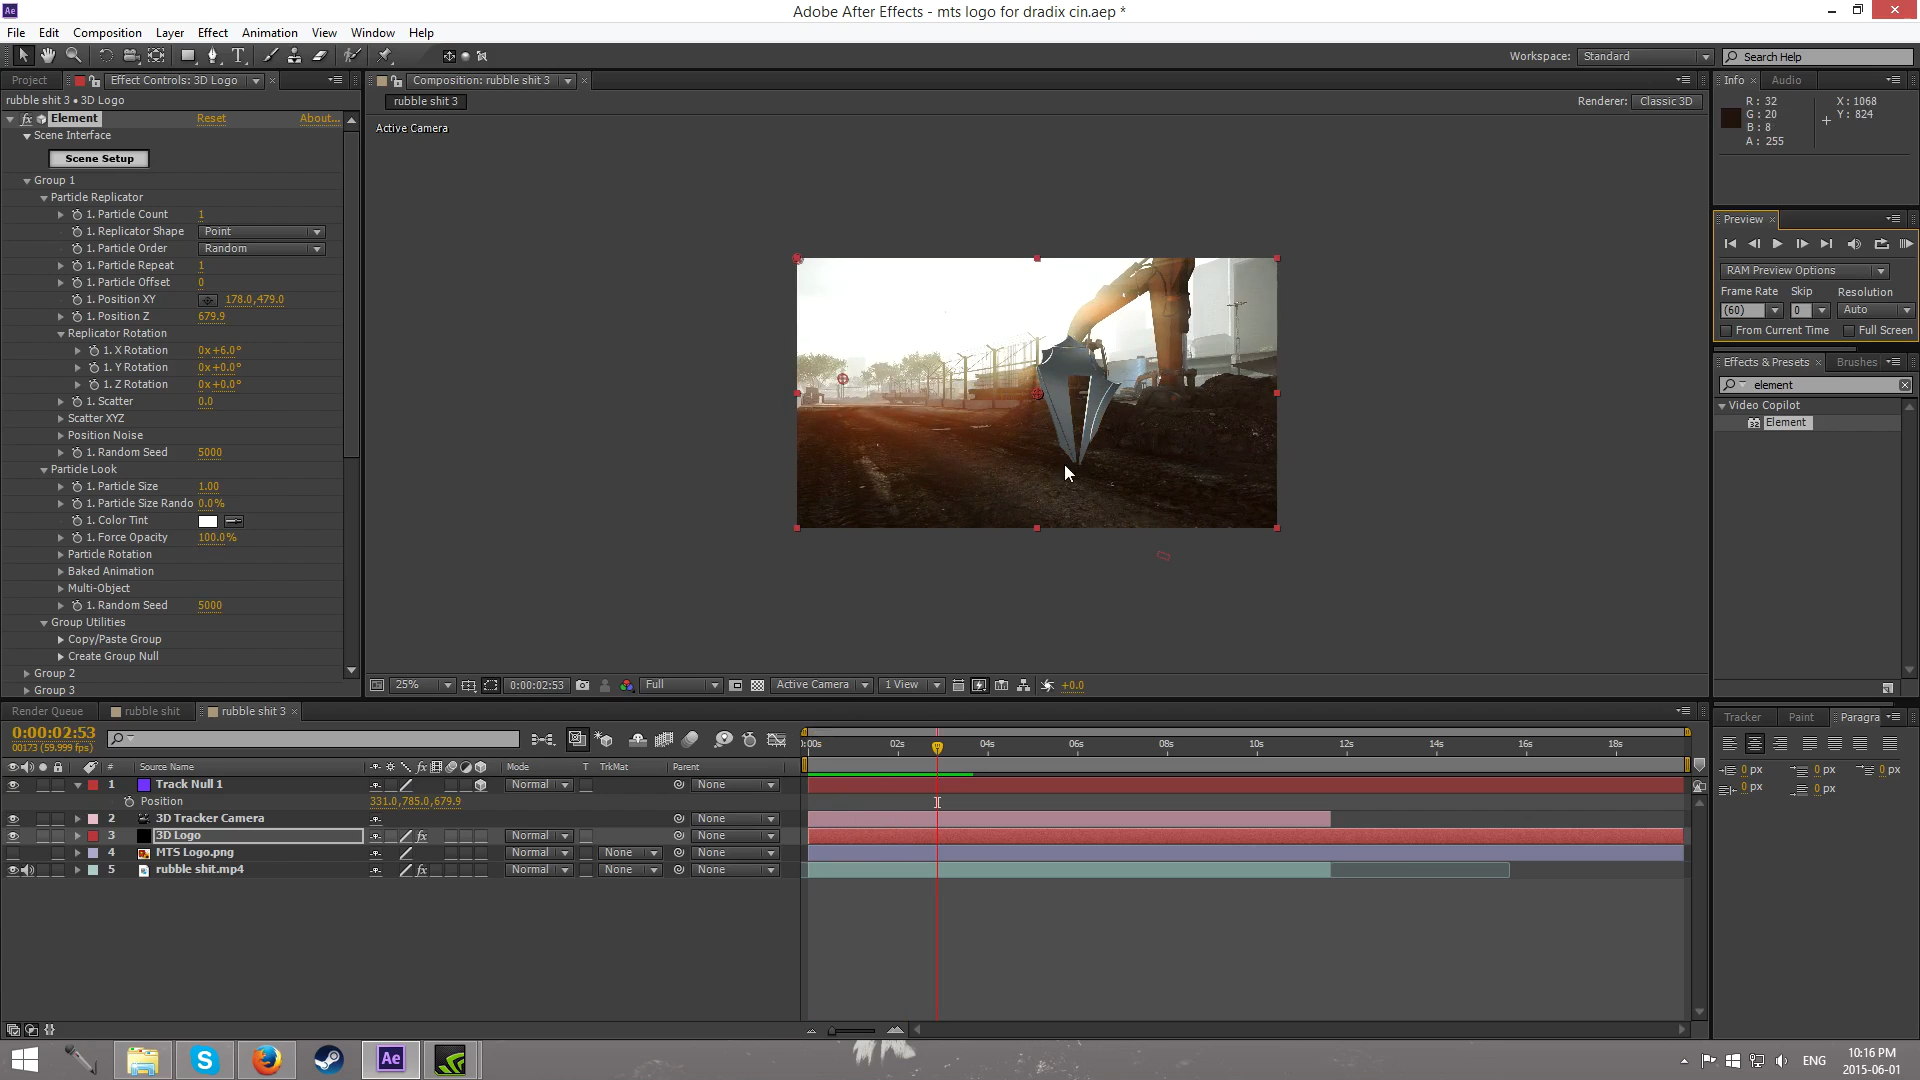 Ae
Adobe After Effects - mts logo for dradix cin.aep *
File Edit Composition Layer Effect Animation View Window Help
Workspace: Standard Search Help
Project Effect Controls: 3D Logo Composition: rubble shit 3 Info Audio
rubble shit 3 • 3D Logo
rubble shit 3
Renderer: Classic 3D
Active Camera
R : 32
G : 20
B : 8
A : 255
X : 1068
Y : 824
fx Element Reset About...
Scene Interface
Scene Setup
Group 1
Particle Replicator
1. Particle Count 1
1. Replicator Shape Point
1. Particle Order Random
1. Particle Repeat 1
1. Particle Offset 0
1. Position XY 178.0,479.0
1. Position Z 679.9
Replicator Rotation
1. X Rotation 0x+6.0°
1. Y Rotation 0x+0.0°
1. Z Rotation 0x+0.0°
1. Scatter 0.0
Scatter XYZ
Position Noise
1. Random Seed 5000
Particle Look
1. Particle Size 1.00
1. Particle Size Rando 0.0%
1. Color Tint
1. Force Opacity 100.0%
Particle Rotation
Baked Animation
Multi-Object
1. Random Seed 5000
Group Utilities
Copy/Paste Group
Create Group Null
Group 2
Group 3
Preview
RAM Preview Options
Frame Rate Skip Resolution
(60) 0 Auto
From Current Time Full Screen
Effects & Presets Brushes
element
Video Copilot
32 Element
25% 0:00:02:53 Full Active Camera 1 View +0.0
Render Queue rubble shit rubble shit 3
0:00:02:53
00173 (59.999 fps)
:00s 02s 04s 06s 08s 10s 12s 14s 16s 18s
# Source Name fx Mode T TrkMat Parent
1 Track Null 1 Normal None
Position 331.0,785.0,679.9
2 3D Tracker Camera None
3 3D Logo fx Normal None
4 MTS Logo.png Normal None None
5 rubble shit.mp4 fx Normal None None
Tracker Paint Paragra
0 px 0 px 0 px
0 px 0 px
Ae
ENG
10:16 PM
2015-06-01